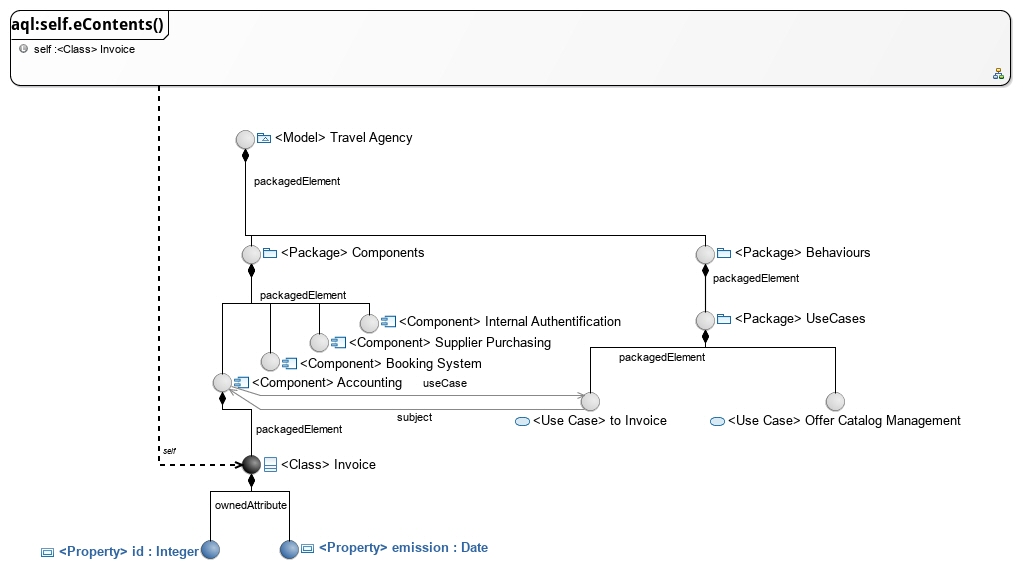 aql:self.eContents()
self :<Class> Invoice
<Model> Travel Agency
packagedElement
<Package> Components
<Package> Behaviours
packagedElement
packagedElement
<Component> Internal Authentification
<Package> UseCases
<Component> Supplier Purchasing
packagedElement
<Component> Booking System
<Component> Accounting
useCase
subject
<Use Case> to Invoice
<Use Case> Offer Catalog Management
packagedElement
self
<Class> Invoice
ownedAttribute
<Property> id : Integer
<Property> emission : Date